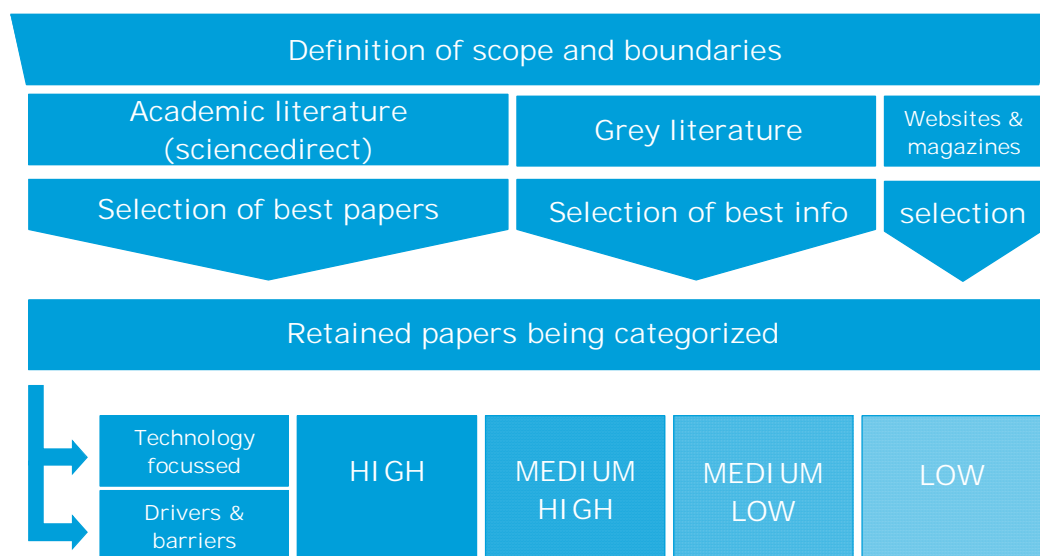 Definition of scope and boundaries
Academic literature
(sciencedirect)
Grey literature
Websites &
magazines
Selection of best papers
Selection of best info
selection
Retained papers being categorized
Technology
focussed
Drivers &
barriers
HIGH
MEDIUM
HIGH
MEDIUM
LOW
LOW